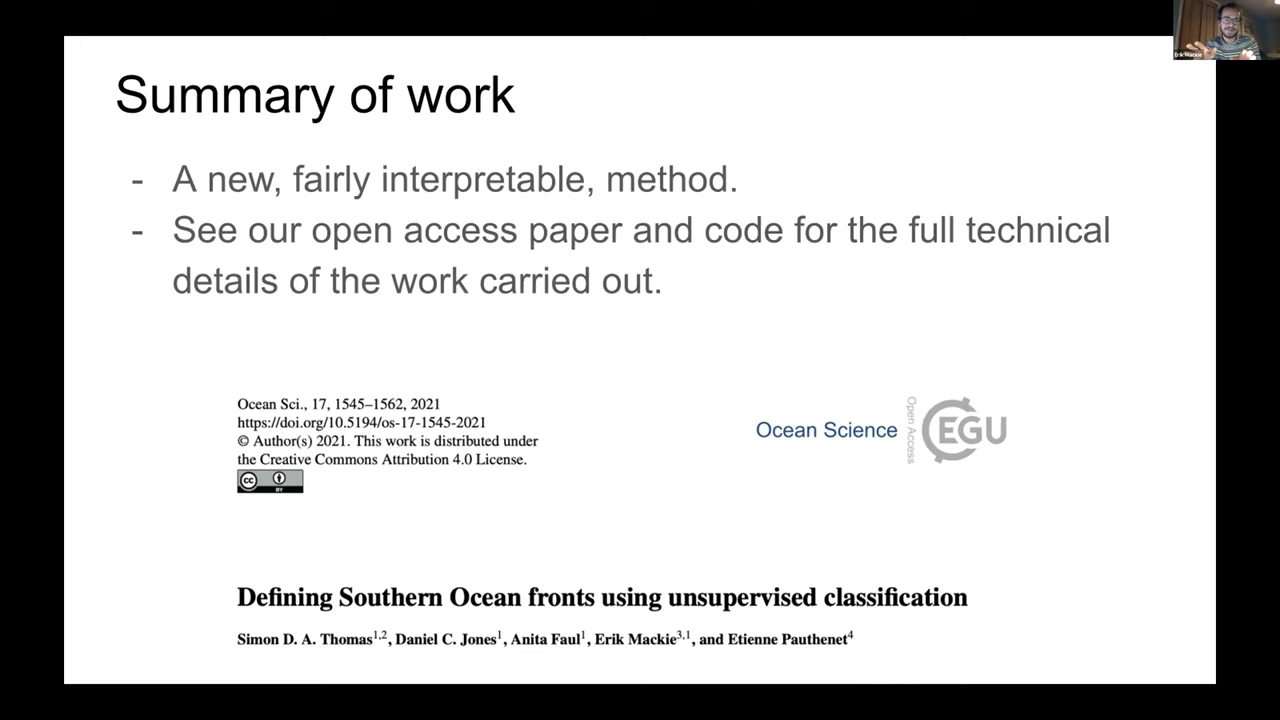 Erik Mackie
Summary of work
- A new, fairly interpretable, method.
- See our open access paper and code for the full technical
details of the work carried out.
Ocean Sci., 17, 1545–1562, 2021
https://doi.org/10.5194/os-17-1545-2021
© Author(s) 2021. This work is distributed under
the Creative Commons Attribution 4.0 License.
cc BY
Ocean Science
Open Access
EGU
Defining Southern Ocean fronts using unsupervised classification
Simon D. A. Thomas1,2, Daniel C. Jones1, Anita Faul1, Erik Mackie3,1, and Etienne Pauthenet4